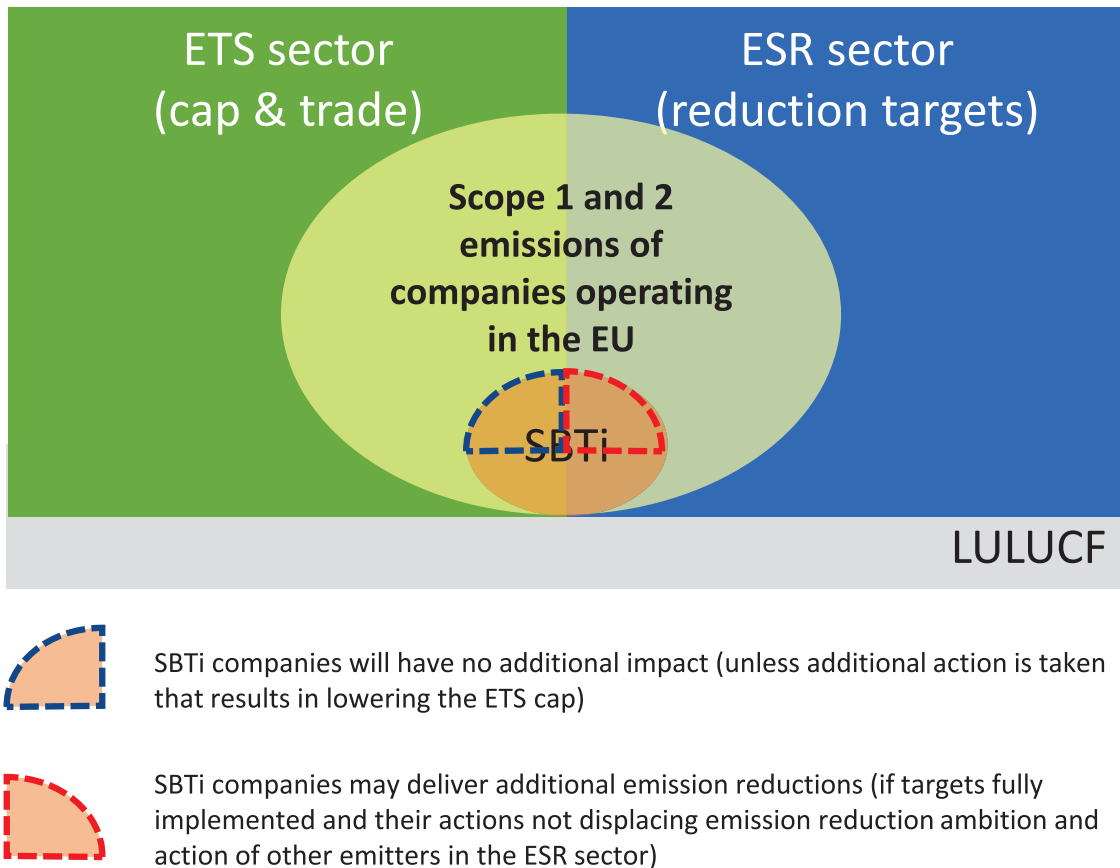 ETS sector
(cap & trade)
ESR sector
(reduction targets)
Scope 1 and 2
emissions of
companies operating
in the EU
SBTi
LULUCF
SBTi companies will have no additional impact (unless additional action is taken
that results in lowering the ETS cap)
SBTi companies may deliver additional emission reductions (if targets fully
implemented and their actions not displacing emission reduction ambition and
action of other emitters in the ESR sector)